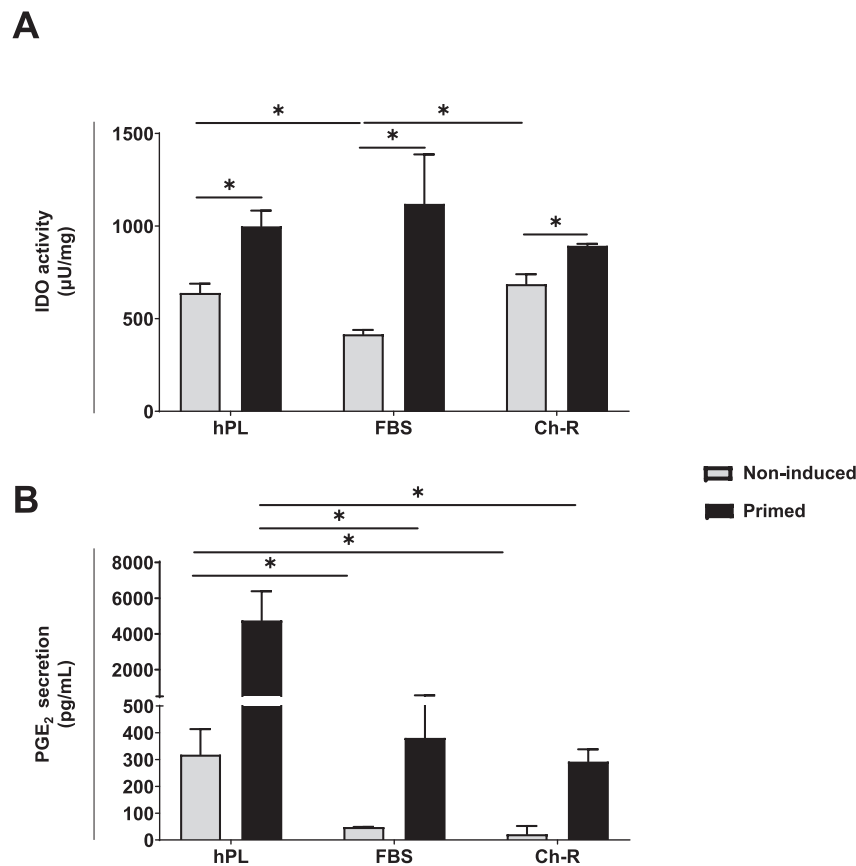 A
* *
*
*
*
1500
1000
500
0
IDO activity
(μU/mg)
hPL FBS Ch-R
Non-induced
Primed
B
*
*
*
*
8000
6000
4000
2000
500
400
300
200
100
0
PGE₂ secretion
(pg/mL)
hPL FBS Ch-R